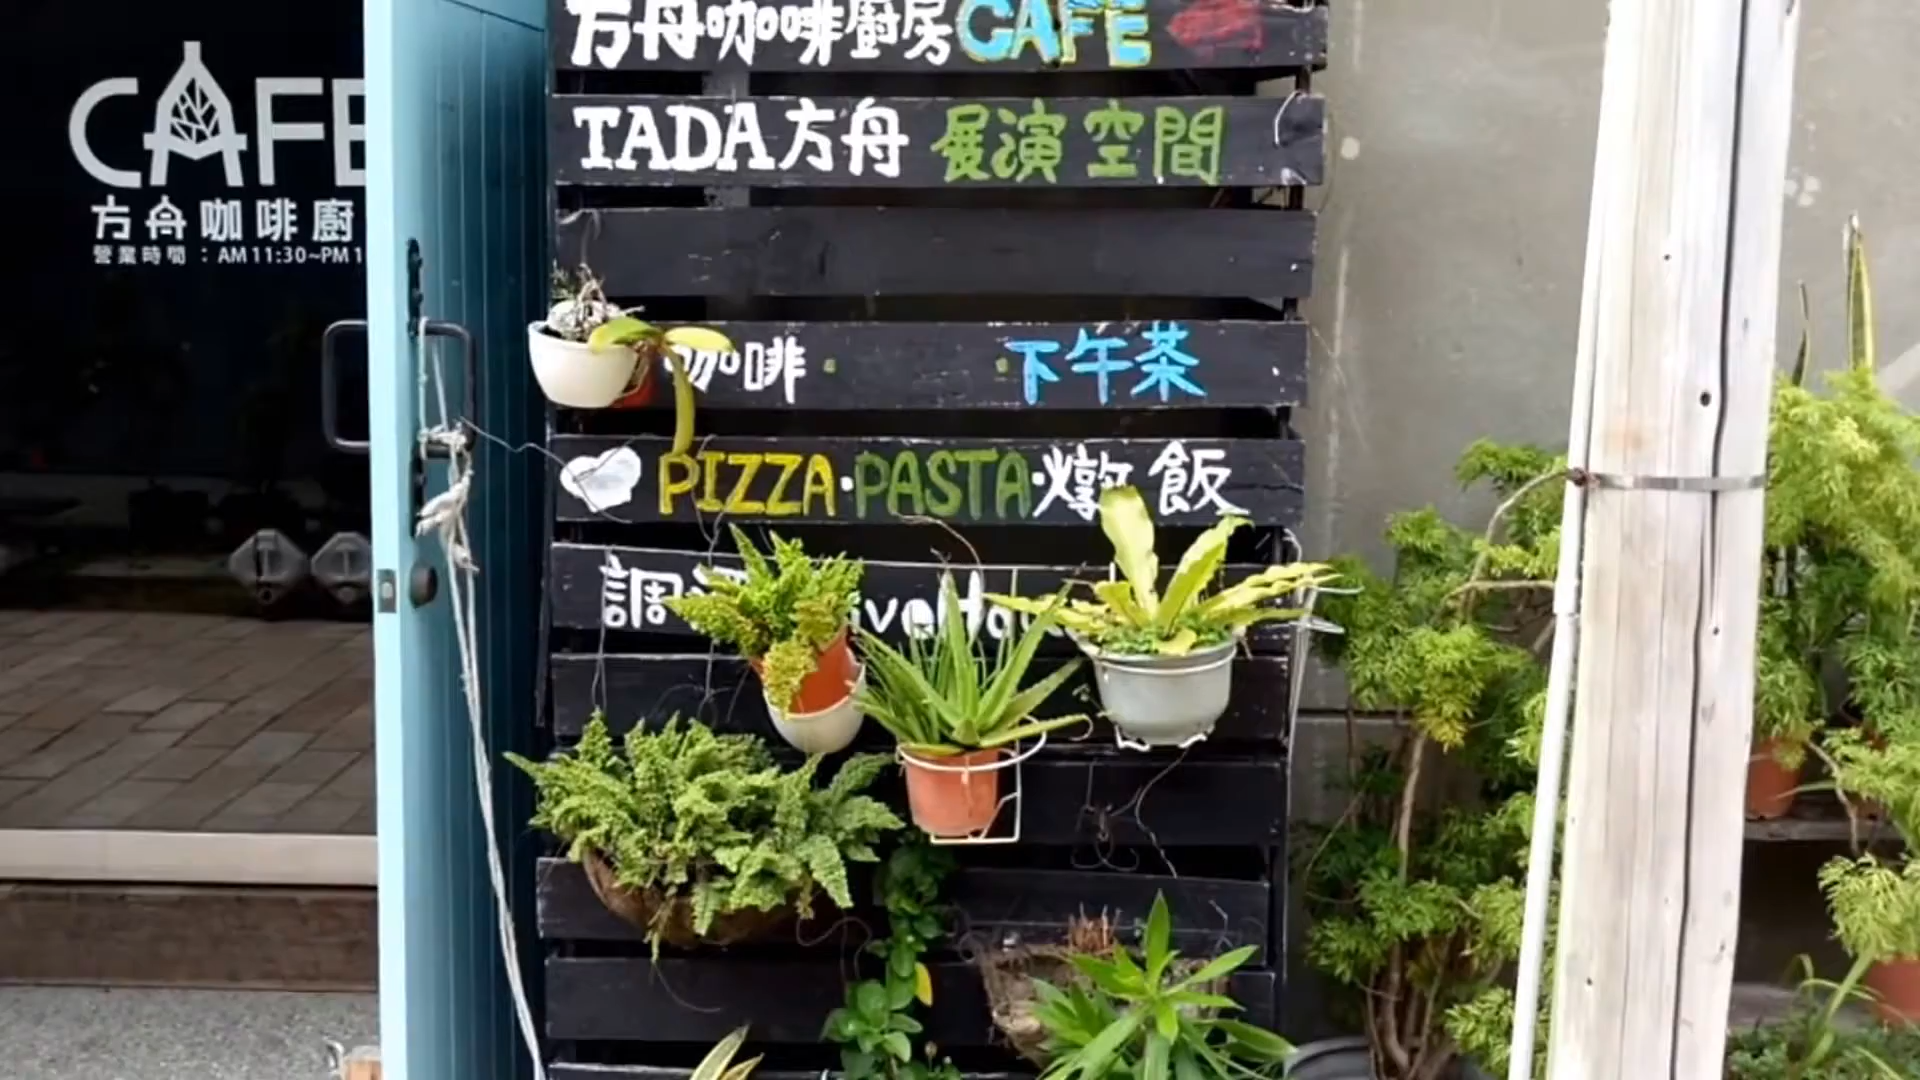 CAFE
方舟咖啡廚
營業時間：AM11:30~PM1
方舟咖啡廚房CAFE
TADA方舟 展演空間
咖啡・ ・下午茶
PIZZA・PASTA・燉飯
調酒